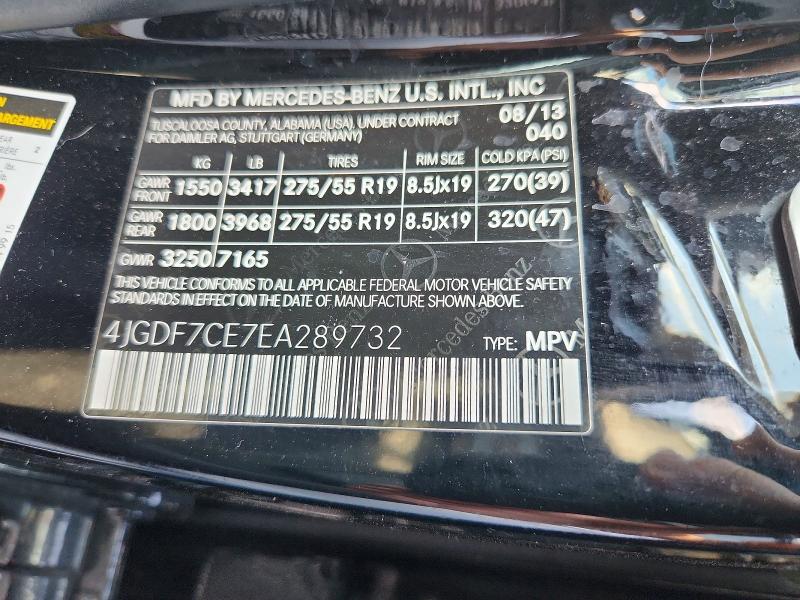 MFD BY MERCEDES-BENZ U.S. INTL., INC
TUSCALOOSA COUNTY, ALABAMA (USA), UNDER CONTRACT 08/13
FOR DAIMLER AG, STUTTGART (GERMANY) 040
KG LB TIRES RIM SIZE COLD KPA (PSI)
GAWR FRONT 1550 3417 275/55 R19 8.5Jx19 270(39)
GAWR REAR 1800 3968 275/55 R19 8.5Jx19 320(47)
GVWR 3250 7165
THIS VEHICLE CONFORMS TO ALL APPLICABLE FEDERAL MOTOR VEHICLE SAFETY
STANDARDS IN EFFECT ON THE DATE OF MANUFACTURE SHOWN ABOVE.
4JGDF7CE7EA289732 TYPE: MPV